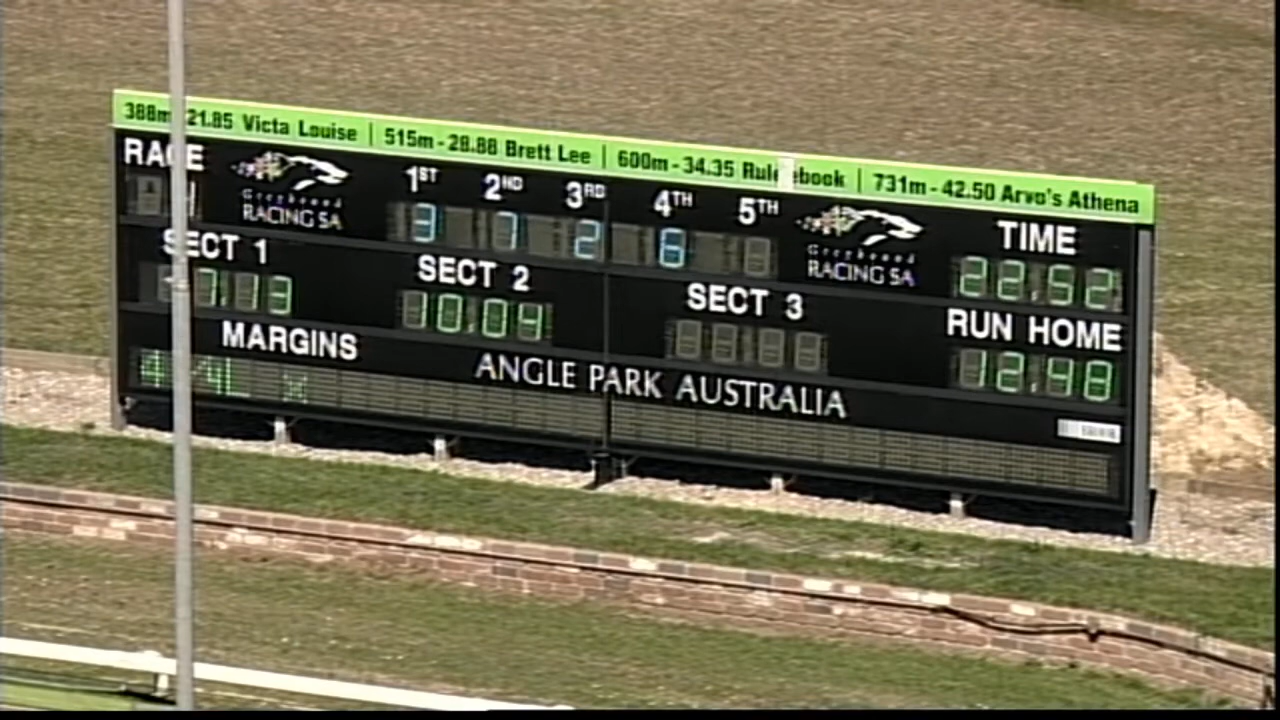 388m - 21.85 Victa Louise | 515m - 28.88 Brett Lee | 600m - 34.35 Rulebook | 731m - 42.50 Arvo's Athena
RACE 1ST 2ND 3RD 4TH 5TH TIME
Greyhound RACING SA
3 7 2 6
Greyhound RACING SA
22.52
SECT 1 SECT 2 SECT 3 RUN HOME
10.04 12.48
MARGINS ANGLE PARK AUSTRALIA